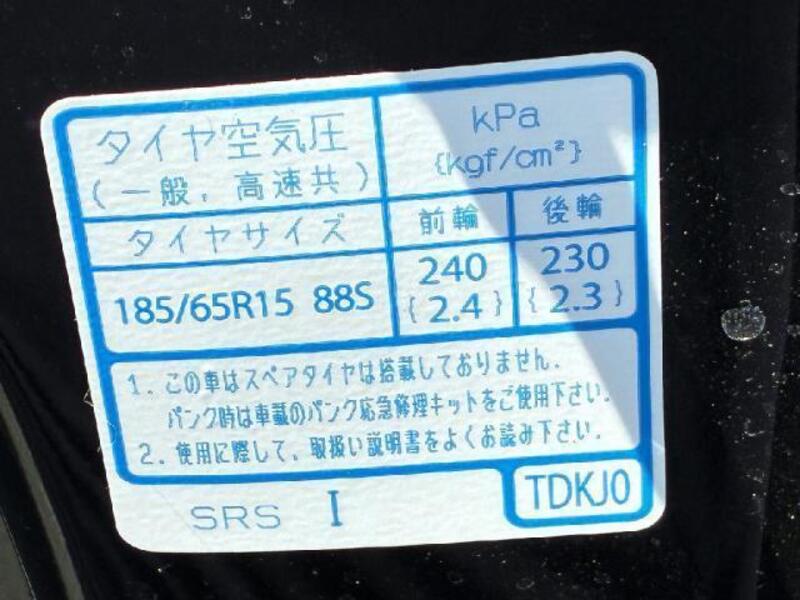 タイヤ空気圧
(一般，高速共)
kPa
{kgf/cm²}
タイヤサイズ
前輪
後輪
185/65R15 88S
240
{2.4}
230
{2.3}
1. この車はスペアタイヤは搭載しておりません.
パンク時は車載のパンク応急修理キットをご使用下さい.
2. 使用に際して、取扱い説明書をよくお読み下さい.
SRS I
TDKJ0